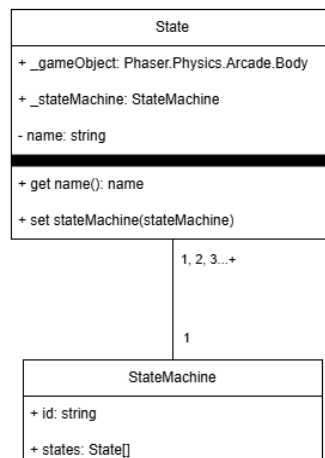 State
+ _gameObject: Phaser.Physics.Arcade.Body
+ _stateMachine: StateMachine
- name: string
+ get name(): name
+ set stateMachine(stateMachine)
1, 2, 3...+
1
StateMachine
+ id: string
+ states: State[]